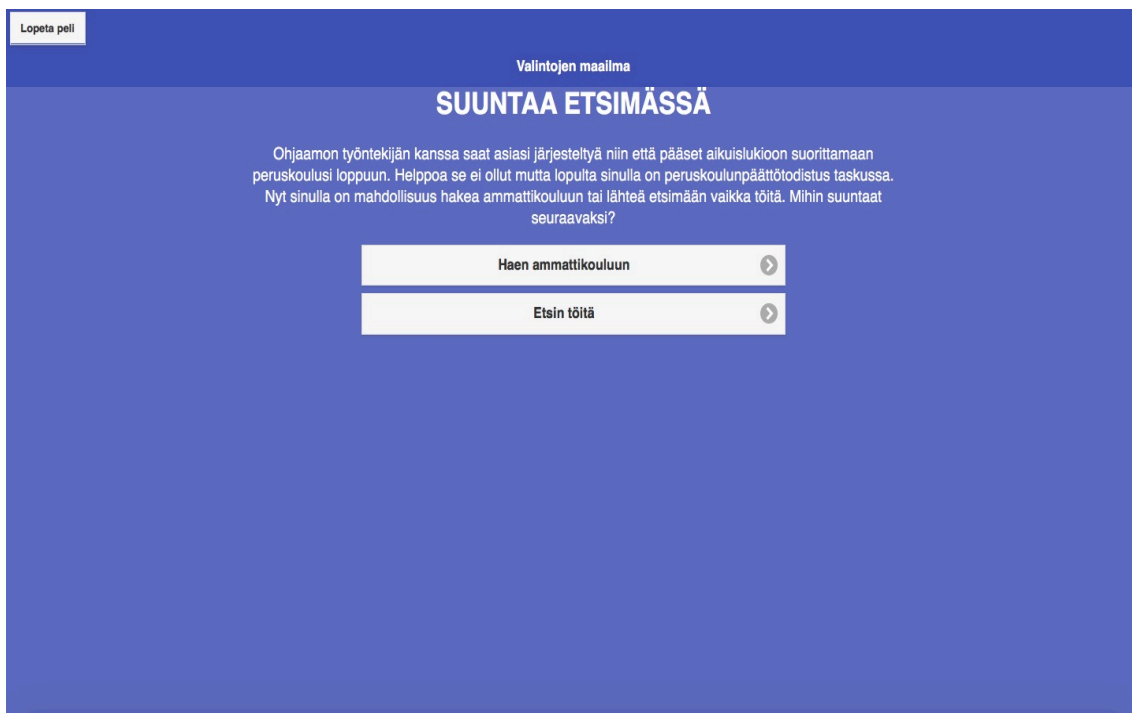 Lopeta peli
Valintojen maailma
SUUNTAA ETSIMÄSSÄ
Ohjaamon työntekijän kanssa saat asiasi järjesteltyä niin että pääset aikuislukioon suorittamaan
peruskoulusi loppuun. Helppoa se ei ollut mutta lopulta sinulla on peruskoulunpäättötodistus taskussa.
Nyt sinulla on mahdollisuus hakea ammattikouluun tai lähteä etsimään vaikka töitä. Mihin suuntaat
seuraavaksi?
Haen ammattikouluun
Etsin töitä